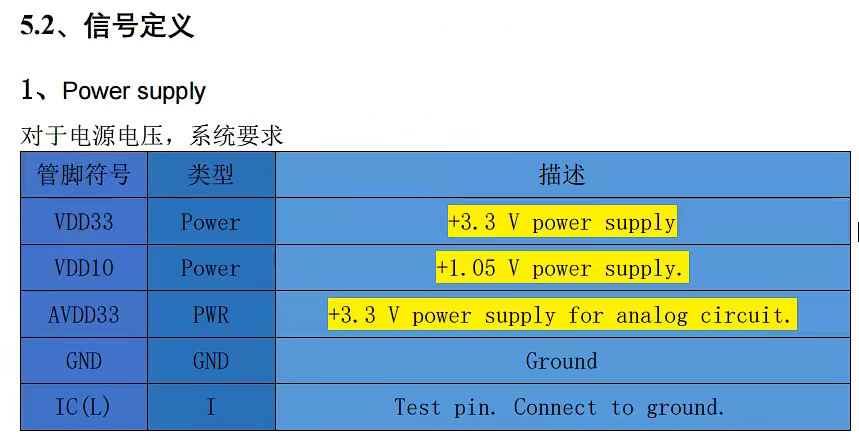 5.2、信号定义
1、Power supply
对于电源电压，系统要求
管脚符号 类型 描述
VDD33 Power +3.3 V power supply
VDD10 Power +1.05 V power supply.
AVDD33 PWR +3.3 V power supply for analog circuit.
GND GND Ground
IC(L) I Test pin. Connect to ground.